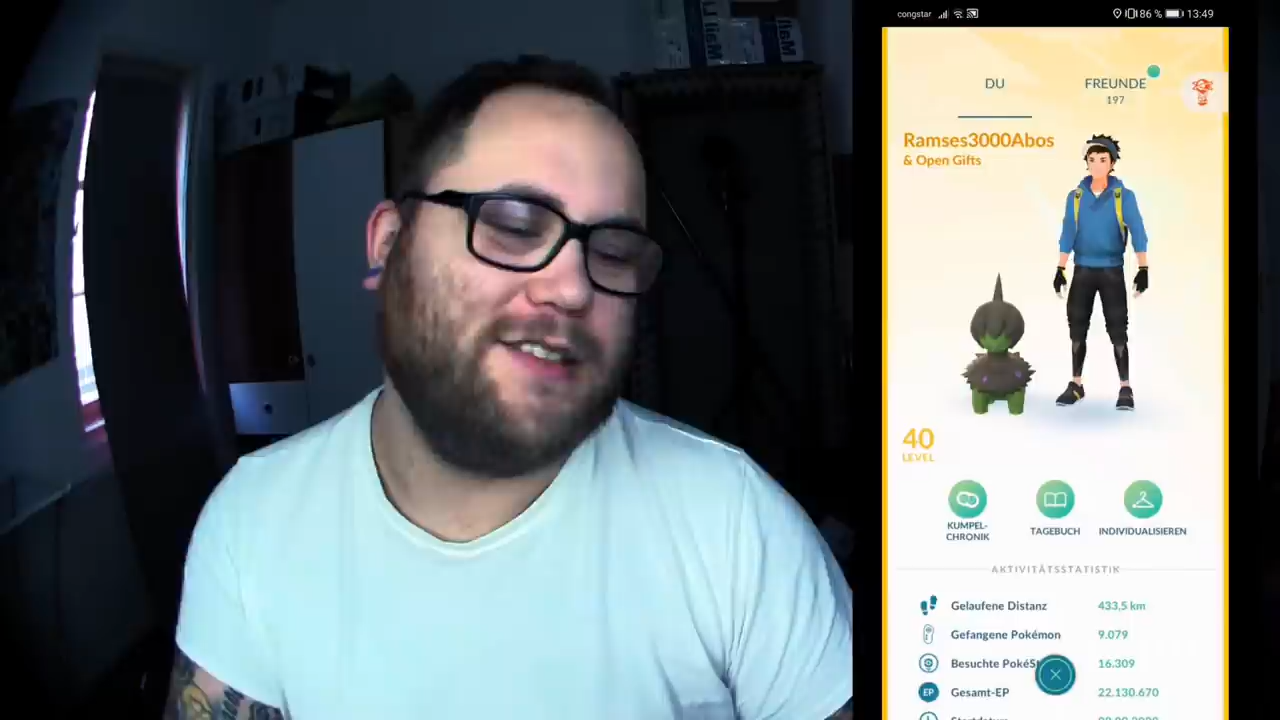 congstar 86 % 13:49
DU
FREUNDE
197
Ramses3000Abos
& Open Gifts
40
LEVEL
KUMPEL-
CHRONIK
TAGEBUCH
INDIVIDUALISIEREN
AKTIVITÄTSSTATISTIK
Gelaufene Distanz 433,5 km
Gefangene Pokémon 9.079
Besuchte 16.309
EP Gesamt-EP 22.130.670